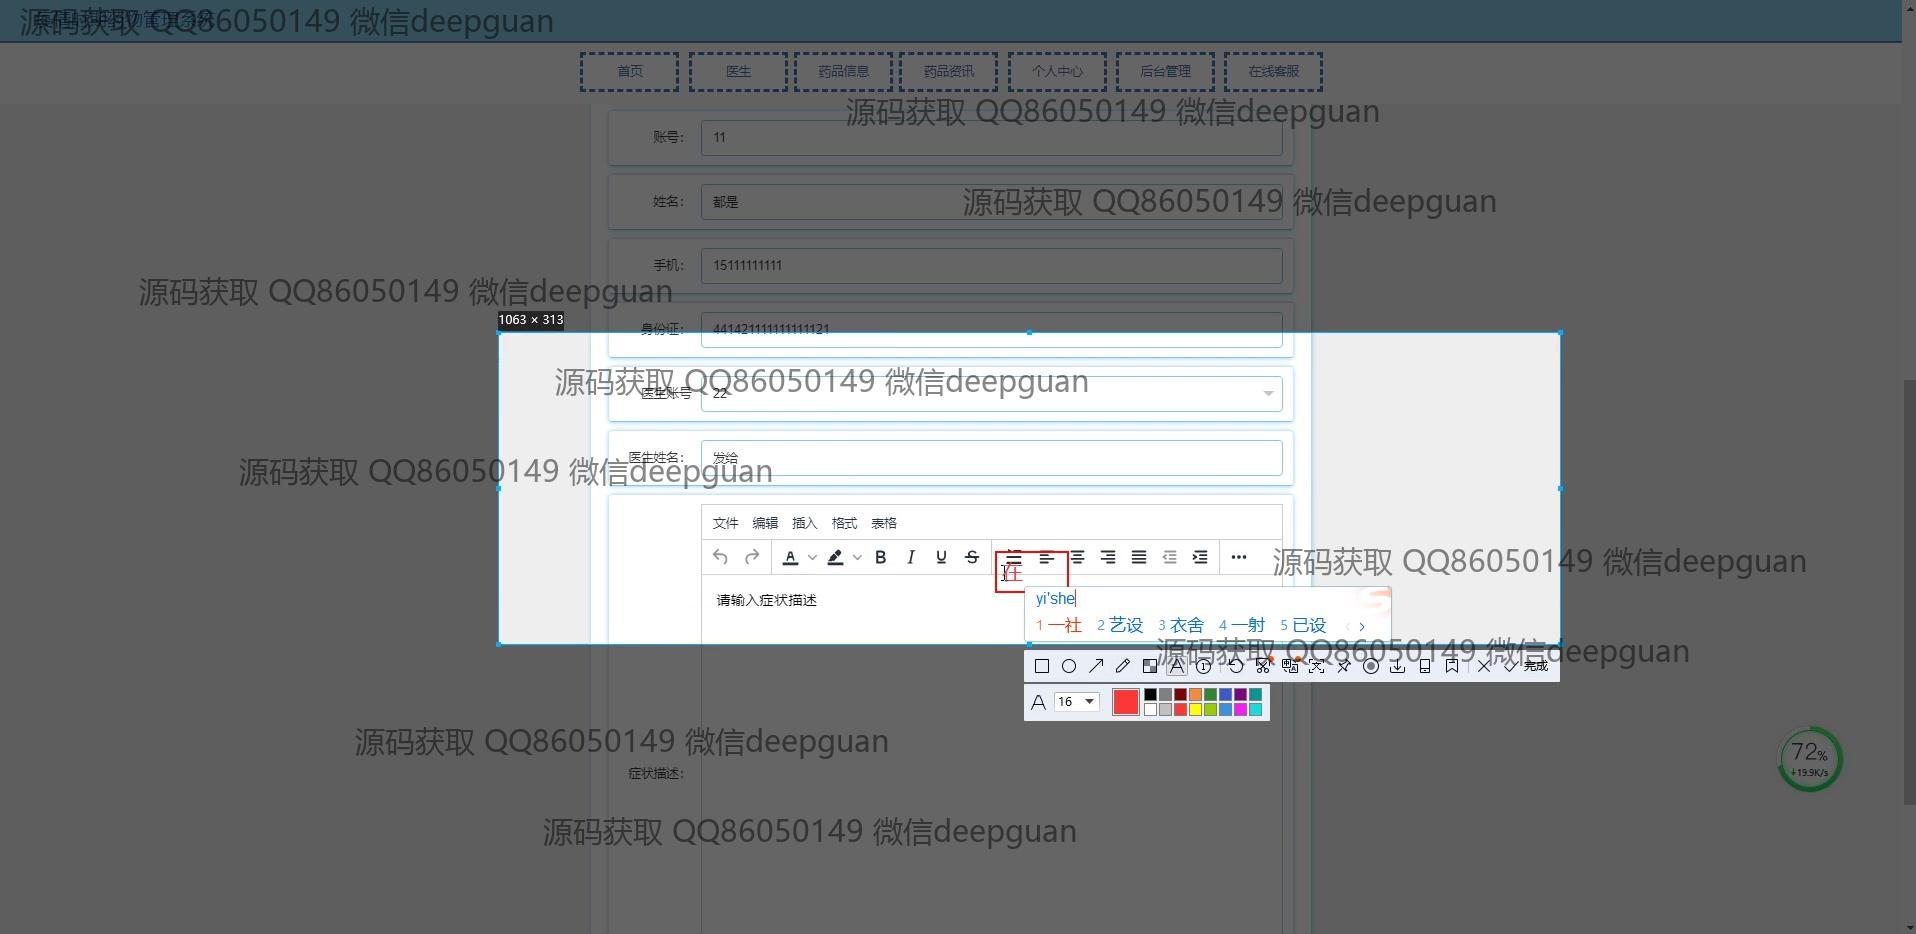 源码获取 QQ86050149 微信deepguan
首页 医生 药品信息 药品资讯 个人中心 后台管理 在线客服
源码获取 QQ86050149 微信deepguan
账号： 11
姓名： 都是
源码获取 QQ86050149 微信deepguan
手机： 15111111111
源码获取 QQ86050149 微信deepguan
1063 × 313
身份证： 441421111111111121
源码获取 QQ86050149 微信deepguan
医生账号 22
医生姓名： 发给
源码获取 QQ86050149 微信deepguan
文件 编辑 插入 格式 表格
A B I U S
源码获取 QQ86050149 微信deepguan
在
请输入症状描述
yi'she
1 一社 2 艺设 3 衣舍 4 一射 5 已设
源码获取 QQ86050149 微信deepguan
完成
A 16
源码获取 QQ86050149 微信deepguan
72%
19.9K/s
症状描述：
源码获取 QQ86050149 微信deepguan